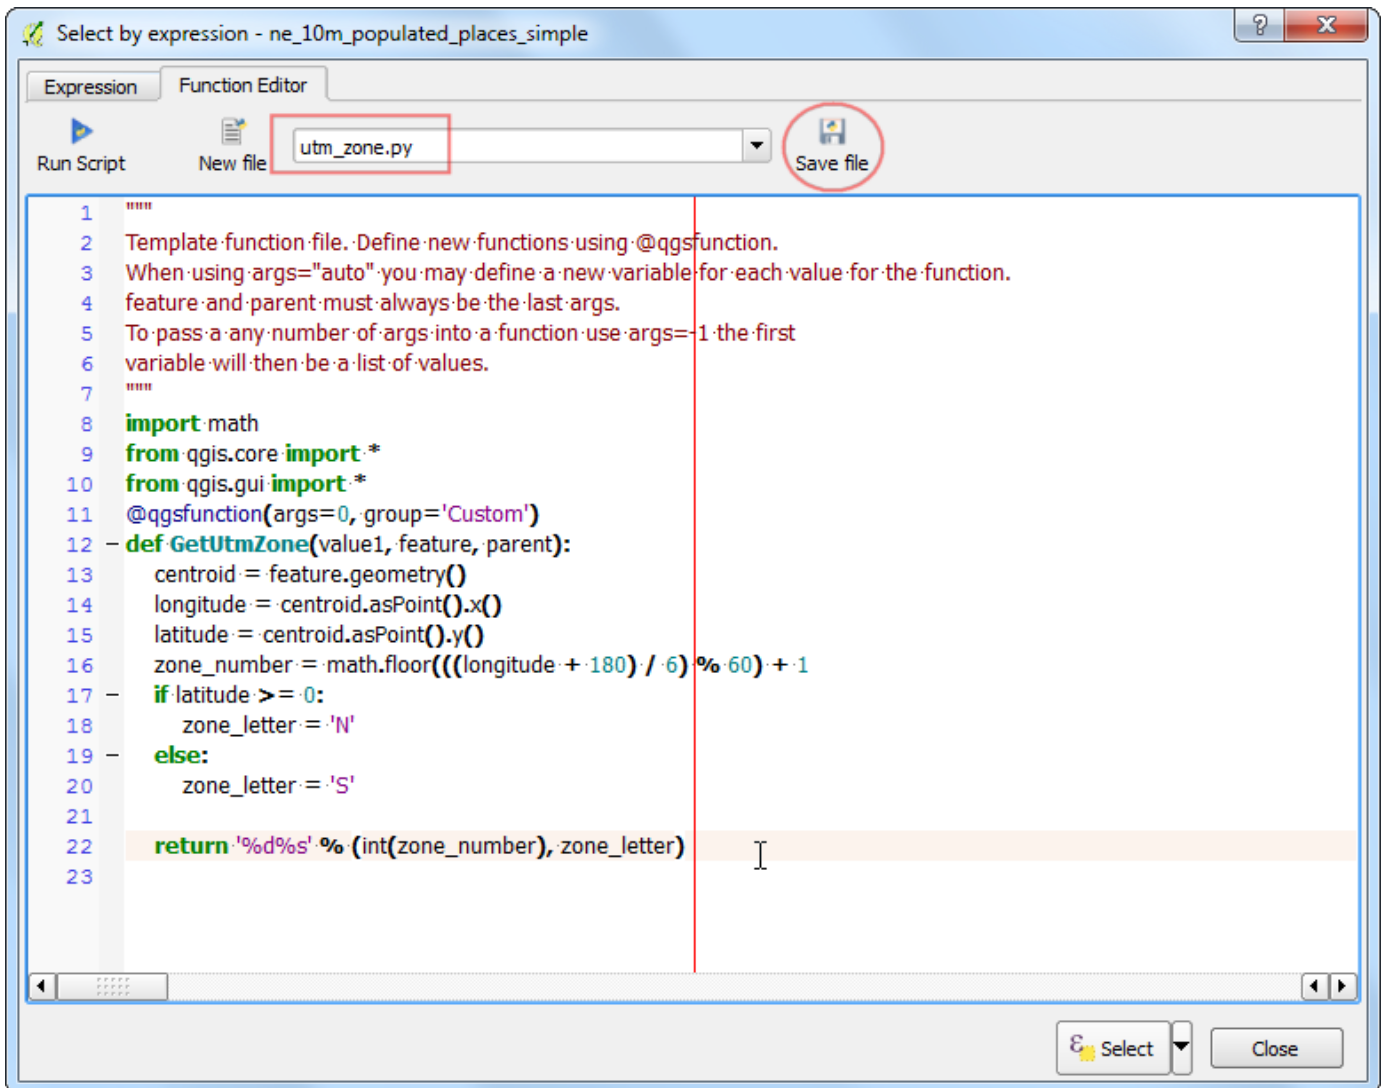 Select by expression - ne_10m_populated_places_simple
Expression
Function Editor
Run Script
New file
utm_zone.py
Save file
1 """
2 Template function file. Define new functions using @qgsfunction.
3 When using args="auto" you may define a new variable for each value for the function.
4 feature and parent must always be the last args.
5 To pass a any number of args into a function use args=-1 the first
6 variable will then be a list of values.
7 """
8 import math
9 from qgis.core import *
10 from qgis.gui import *
11 @qgsfunction(args=0, group='Custom')
12 def GetUtmZone(value1, feature, parent):
13     centroid = feature.geometry()
14     longitude = centroid.asPoint().x()
15     latitude = centroid.asPoint().y()
16     zone_number = math.floor(((longitude + 180) / 6) % 60) + 1
17     if latitude >= 0:
18         zone_letter = 'N'
19     else:
20         zone_letter = 'S'
21
22     return '%d%s' % (int(zone_number), zone_letter)
23
ε Select
Close